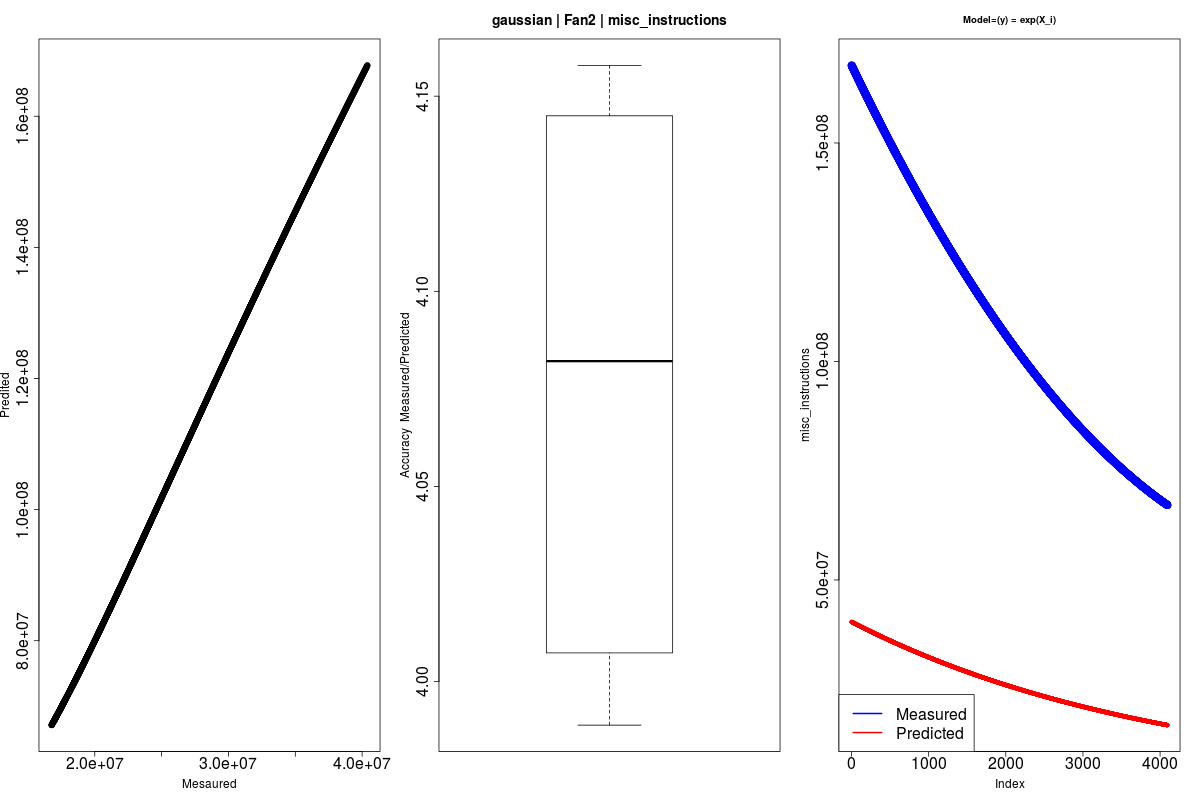 gaussian | Fan2 | misc_instructions
Model=(y) = exp(X_i)
Predited
8.0e+07
1.0e+08
1.2e+08
1.4e+08
1.6e+08
2.0e+07
3.0e+07
4.0e+07
Mesaured
Accuracy Measured/Predicted
4.00
4.05
4.10
4.15
misc_instructions
5.0e+07
1.0e+08
1.5e+08
Measured
Predicted
0
1000
2000
3000
4000
Index